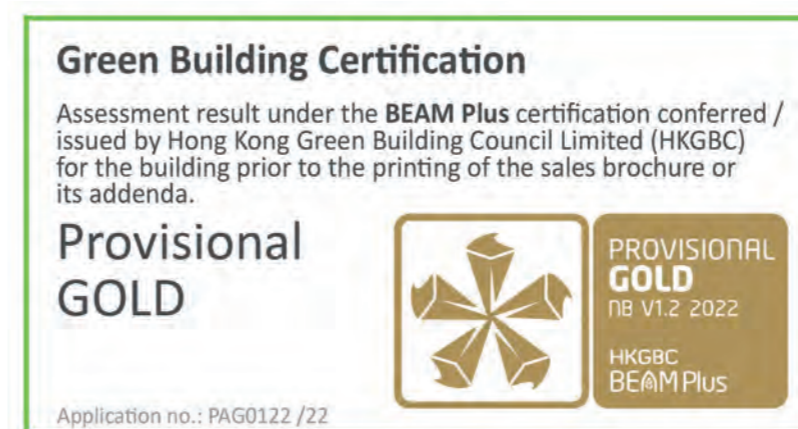 Green Building Certification
Assessment result under the BEAM Plus certification conferred /
issued by Hong Kong Green Building Council Limited (HKGBC)
for the building prior to the printing of the sales brochure or
its addenda.
Provisional
GOLD
PROVISIONAL
GOLD
NB V1.2 2022
HKGBC
BEAM Plus
Application no.: PAG0122 /22